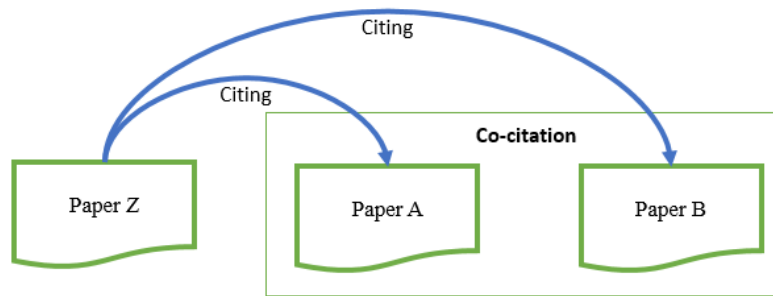 Citing
Citing
Co-citation
Paper Z
Paper A
Paper B